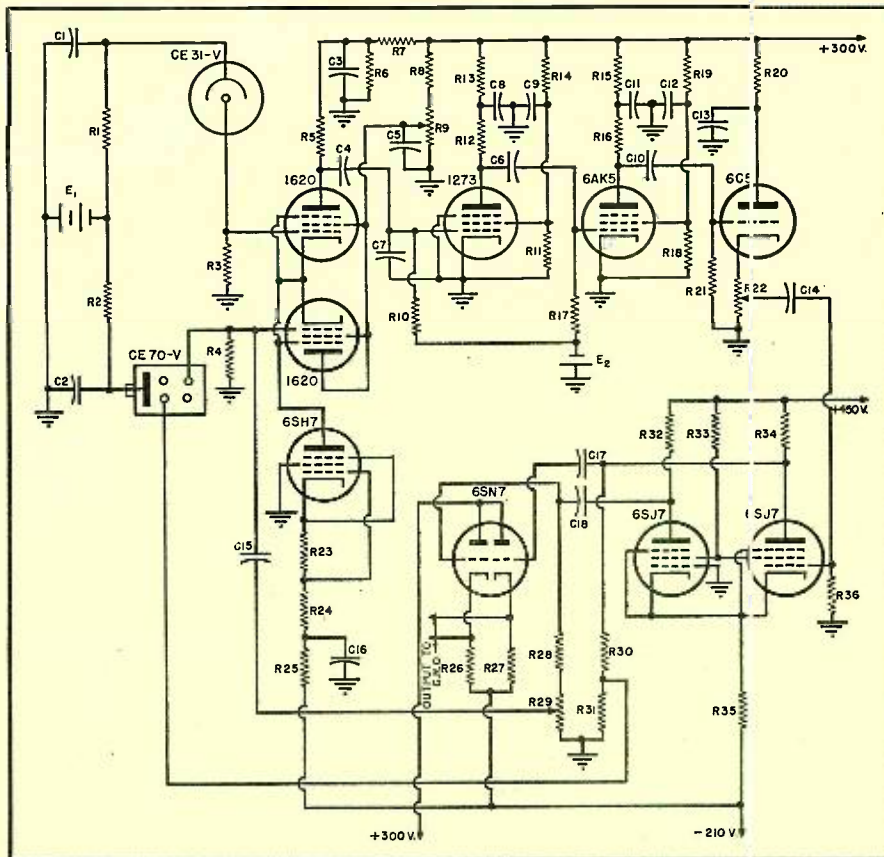 C1
CE 31-V
R7
+300 V.
C3
R6
R8
R13
C8
C9
R14
R15
C11
C12
R19
R20
R1
R5
C4
C5
R9
R12
C6
R16
C10
C13
1620
1273
6AK5
6C5
E1
R3
C7
R11
R18
R21
R22
C14
R2
R10
R17
CE 70-V
R4
E2
C2
1620
6SH7
R32
R33
R34
+450 V.
C17
6SN7
C18
6SJ7
6SJ7
C15
R23
R36
R24
C16
OUTPUT TO
R25
R26
R27
R28
R30
R29
R31
R35
+300 V.
-210 V.